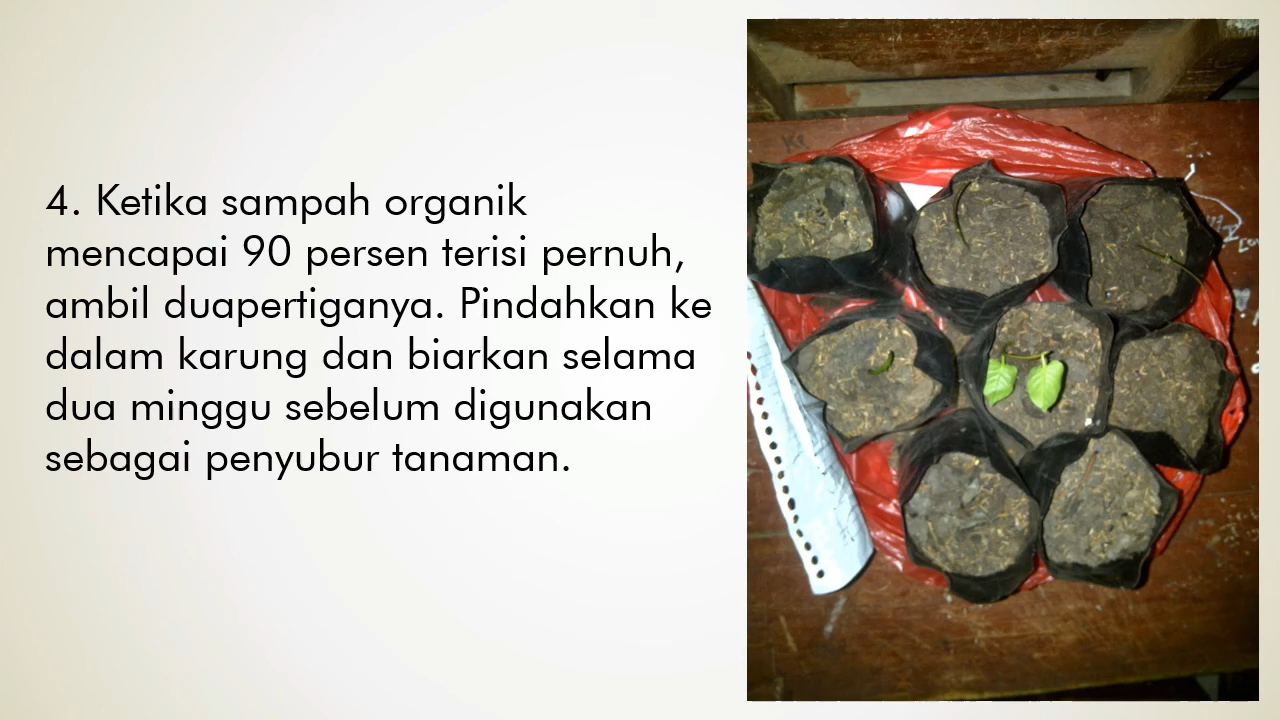 4. Ketika sampah organik
mencapai 90 persen terisi pernuh,
ambil duapertiganya. Pindahkan ke
dalam karung dan biarkan selama
dua minggu sebelum digunakan
sebagai penyubur tanaman.